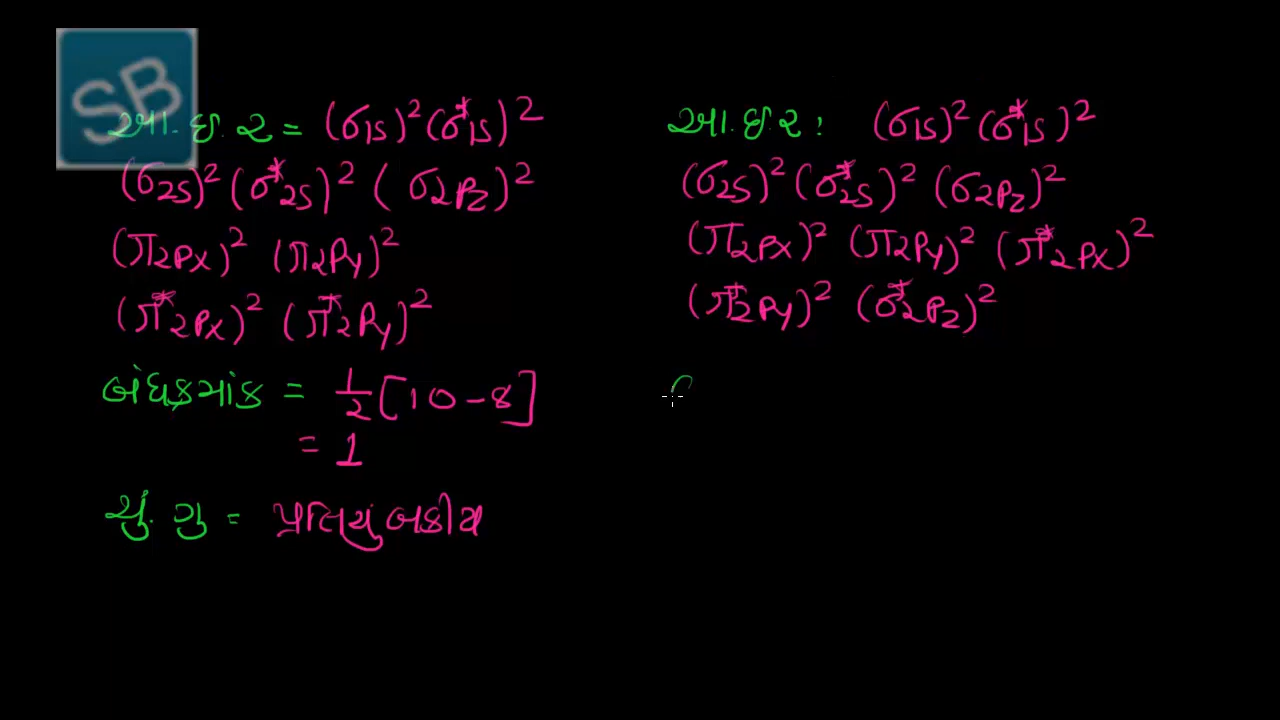 SB
આ.ઈ.ર = (σ1s)² (σ*1s)²
(σ2s)² (σ*2s)² (σ2Pz)²
(π2Px)² (π2Py)²
(π*2Px)² (π*2Py)²
બંધક્રમાંક = 1/2 [10 - 8]
= 1
ચું. ગુ = પ્રતિચુંબકીય
આ.ઈ.ર : (σ1s)² (σ*1s)²
(σ2s)² (σ*2s)² (σ2Pz)²
(π2Px)² (π2Py)² (π*2Px)²
(π*2Py)² (σ*2Pz)²